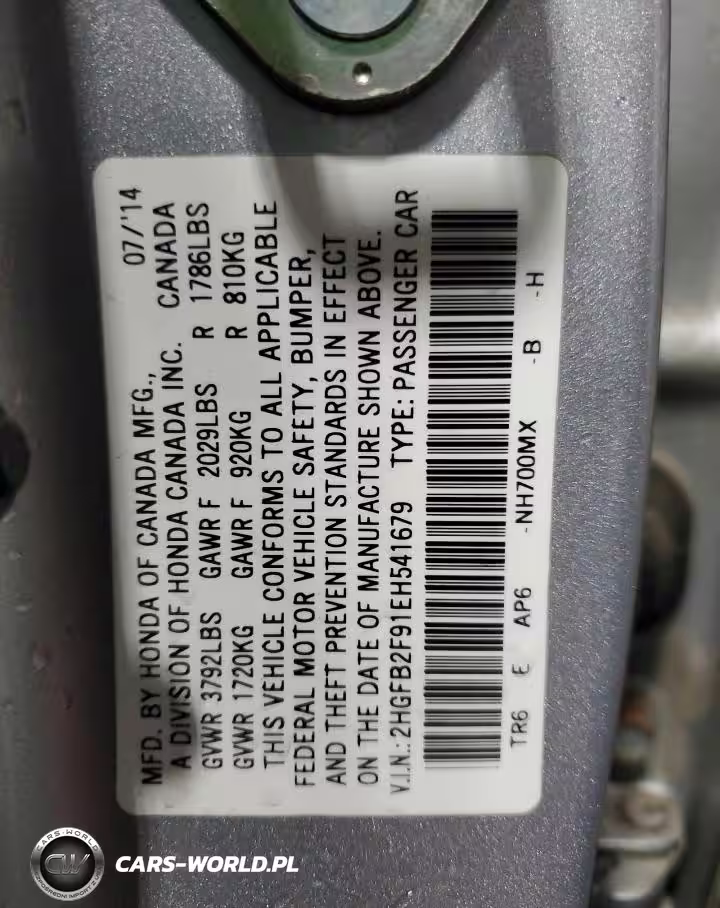 MFD. BY HONDA OF CANADA MFG., 07/'14
A DIVISION OF HONDA CANADA INC. CANADA
GVWR 3792LBS GAWR F 2029LBS R 1786LBS
GVWR 1720KG GAWR F 920KG R 810KG
THIS VEHICLE CONFORMS TO ALL APPLICABLE
FEDERAL MOTOR VEHICLE SAFETY, BUMPER,
AND THEFT PREVENTION STANDARDS IN EFFECT
ON THE DATE OF MANUFACTURE SHOWN ABOVE.
V.I.N.: 2HGFB2F91EH541679 TYPE: PASSENGER CAR
TR6 E AP6 -NH700MX -B -H
CARS-WORLD
CW
CARS-WORLD.PL